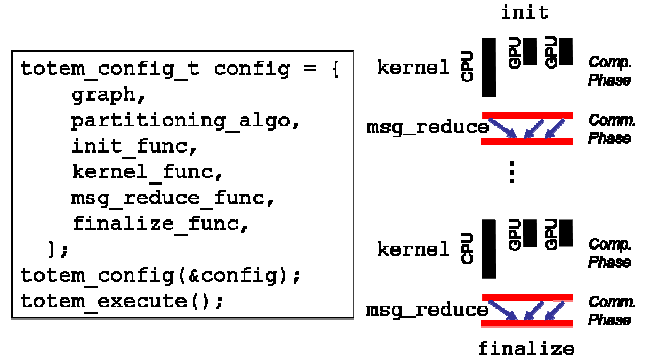 totem_config_t config = {
graph,
partitioning_algo,
init_func,
kernel_func,
msg_reduce_func,
finalize_func,
};
totem_config(&config);
totem_execute();
init
kernel CPU GPU GPU Comp. Phase
msg_reduce Comm. Phase
⋮
kernel CPU GPU GPU Comp. Phase
msg_reduce Comm. Phase
finalize